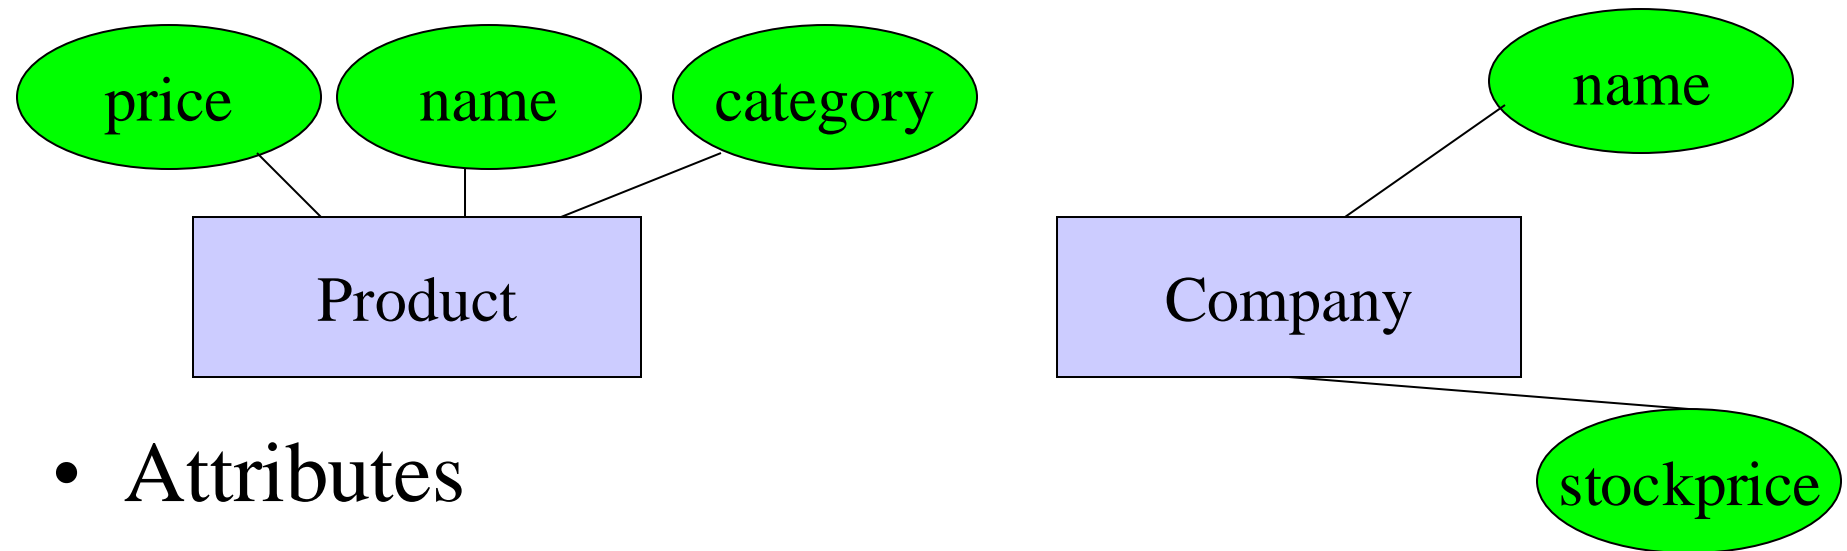 price name category name
Product Company
• Attributes
stockprice